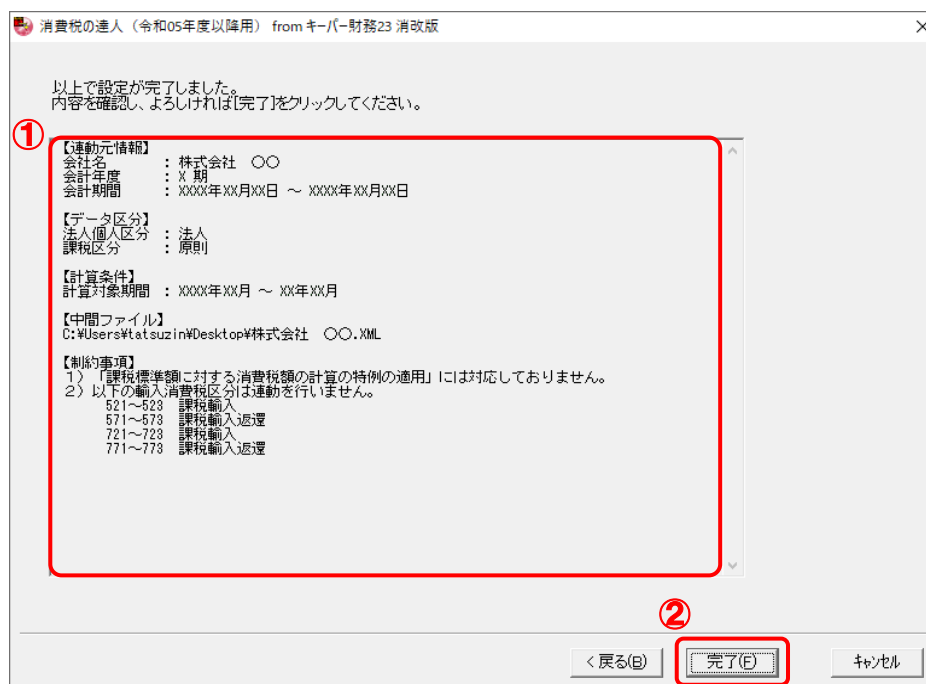 消費税の達人（令和05年度以降用） from キーパー財務23 消改版
以上で設定が完了しました。
内容を確認し、よろしければ[完了]をクリックしてください。
①
【連動元情報】
会社名　　　：株式会社　〇〇
会計年度　　：X 期
会計期間　　：XXXX年XX月XX日 ～ XXXX年XX月XX日
【データ区分】
法人個人区分　：法人
課税区分　　：原則
【計算条件】
計算対象期間　：XXXX年XX月 ～ XX年XX月
【中間ファイル】
C:¥Users¥tatsuzin¥Desktop¥株式会社　〇〇.XML
【制約事項】
１）「課税標準額に対する消費税額の計算の特例の適用」には対応しておりません。
２）以下の輸入消費税区分は連動を行いません。
521～523　課税輸入
571～573　課税輸入返還
721～723　課税輸入
771～773　課税輸入返還
②
< 戻る(B)　完了(F)　キャンセル